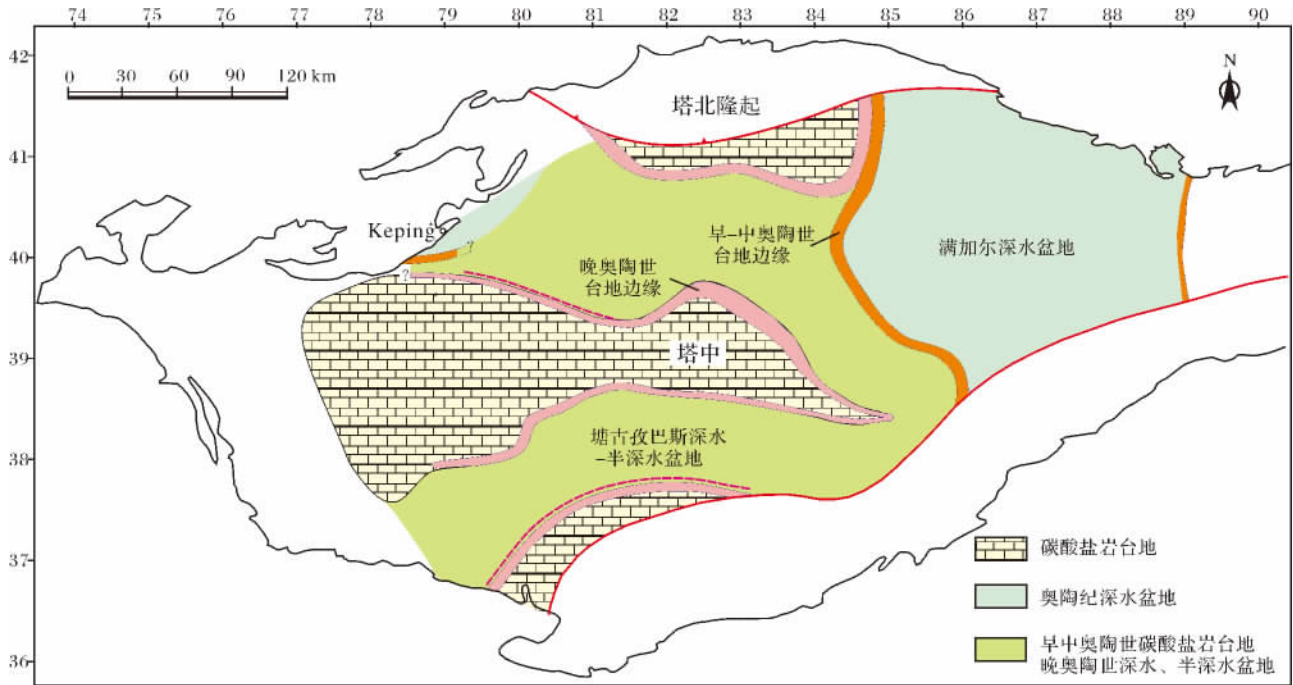 74 75 76 77 78 79 80 81 82 83 84 85 86 87 88 89 90
42
41
40
39
38
37
36
0 30 60 90 120 km
N
塔北隆起
Keping
?
?
早-中奥陶世
台地边缘
满加尔深水盆地
晚奥陶世
台地边缘
塔中
塘古孜巴斯深水
-半深水盆地
碳酸盐岩台地
奥陶纪深水盆地
早中奥陶世碳酸盐岩台地
晚奥陶世深水、半深水盆地